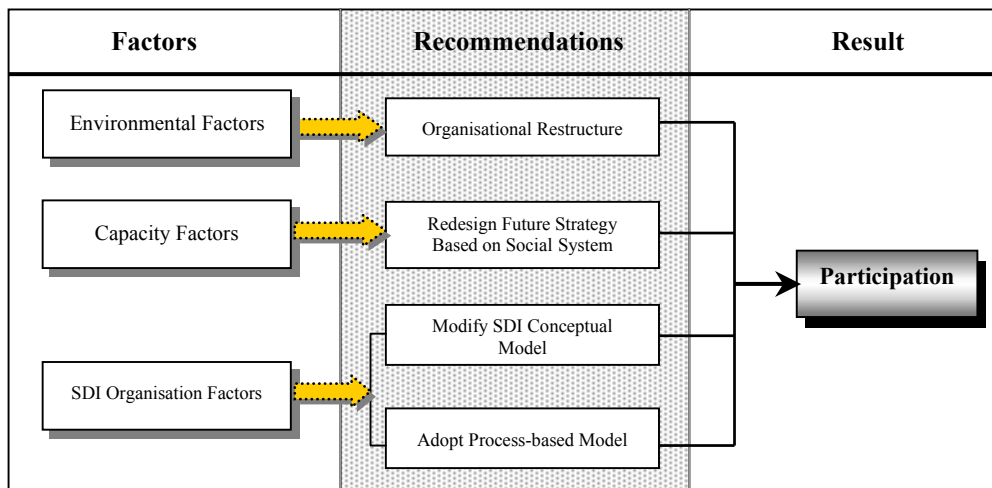 Factors
Recommendations
Result
Environmental Factors
Organisational Restructure
Capacity Factors
Redesign Future Strategy
Based on Social System
Participation
Modify SDI Conceptual
Model
SDI Organisation Factors
Adopt Process-based Model